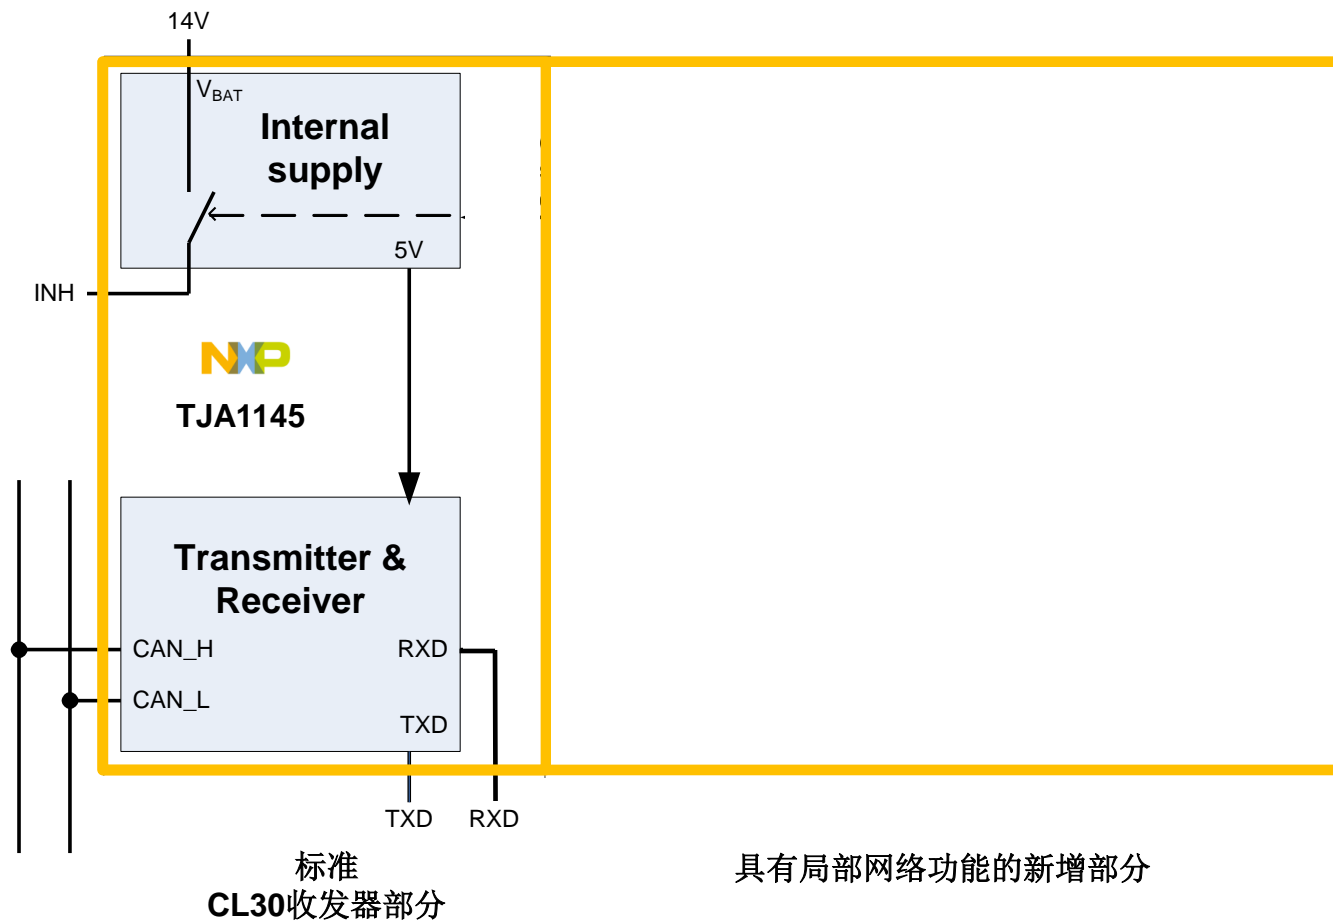 14V
VBAT
Internal
supply
5V
INH
NXP
TJA1145
Transmitter &
Receiver
CAN_H
RXD
CAN_L
TXD
TXD
RXD
标准
CL30收发器部分
具有局部网络功能的新增部分